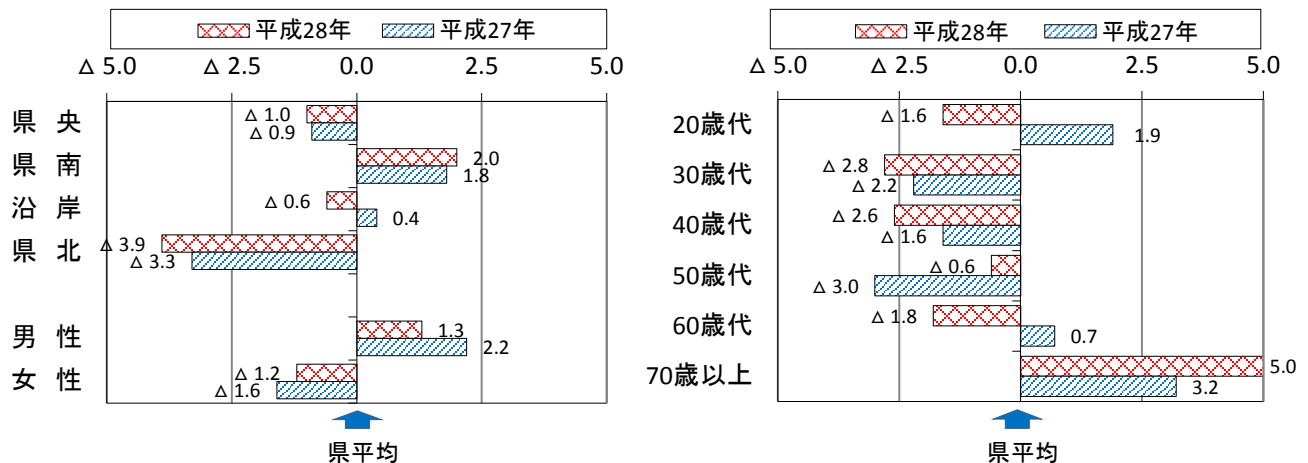 平成28年 平成27年
△ 5.0 △ 2.5 0.0 2.5 5.0
県 央 △ 1.0
△ 0.9
県 南 2.0
1.8
沿 岸 △ 0.6
0.4
県 北 △ 3.9
△ 3.3
男 性 1.3
2.2
女 性 △ 1.2
△ 1.6
県平均
平成28年 平成27年
△ 5.0 △ 2.5 0.0 2.5 5.0
20歳代 △ 1.6
1.9
30歳代 △ 2.8
△ 2.2
40歳代 △ 2.6
△ 1.6
50歳代 △ 0.6
△ 3.0
60歳代 △ 1.8
0.7
70歳以上 5.0
3.2
県平均